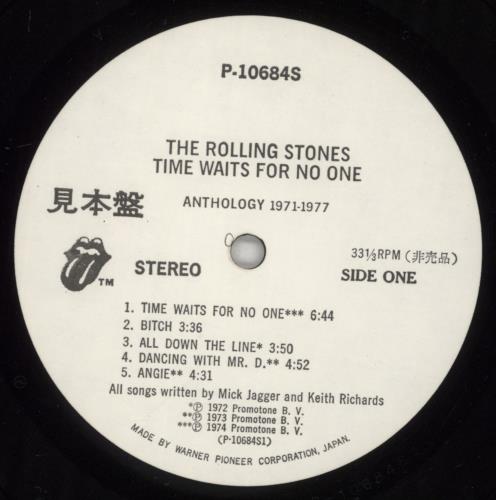 P-10684S
THE ROLLING STONES
TIME WAITS FOR NO ONE
見本盤
ANTHOLOGY 1971-1977
33⅓RPM (非売品)
TM
STEREO
SIDE ONE
1. TIME WAITS FOR NO ONE*** 6:44
2. BITCH 3:36
3. ALL DOWN THE LINE* 3:50
4. DANCING WITH MR. D.** 4:52
5. ANGIE** 4:31
All songs written by Mick Jagger and Keith Richards
*Ⓟ 1972 Promotone B. V.
**Ⓟ 1973 Promotone B. V.
***Ⓟ 1974 Promotone B. V.
(P-10684S1)
MADE BY WARNER PIONEER CORPORATION, JAPAN.